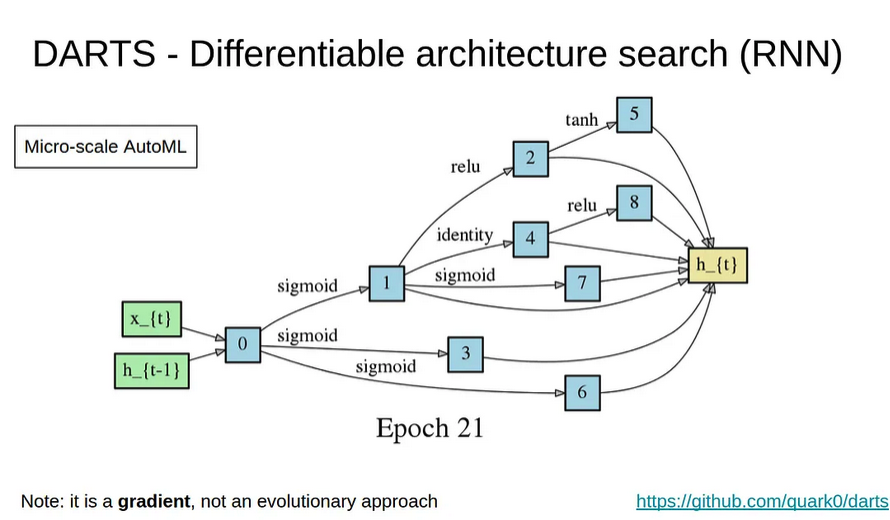 DARTS - Differentiable architecture search (RNN)
Micro-scale AutoML
tanh
5
relu
2
relu
8
identity
4
h_{t}
sigmoid
1
sigmoid
7
x_{t}
0
sigmoid
3
h_{t-1}
sigmoid
6
Epoch 21
Note: it is a gradient, not an evolutionary approach
https://github.com/quark0/darts